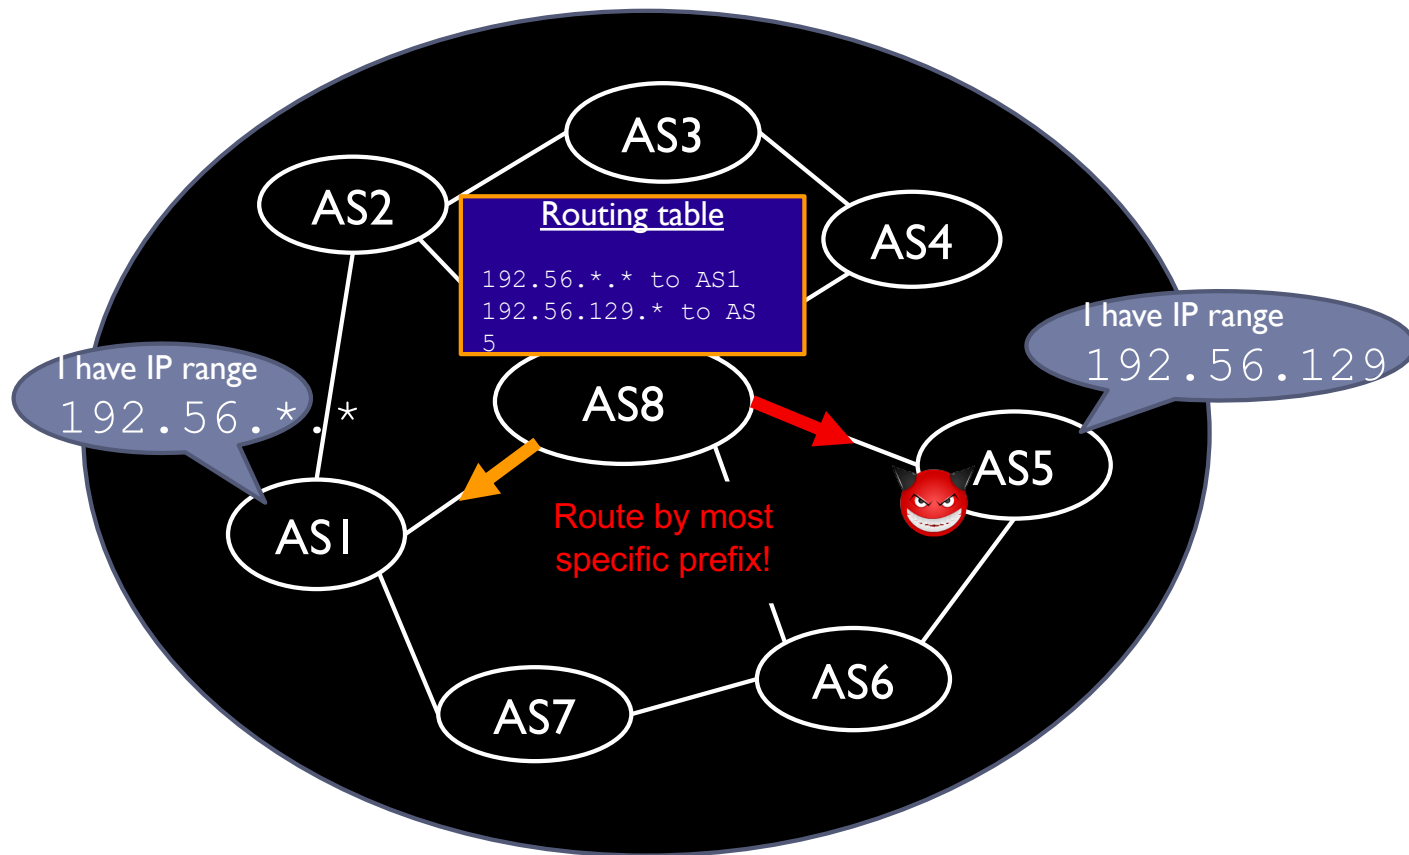 AS3
AS2
Routing table
AS4
192.56.*.* to AS1
192.56.129.* to AS
5
I have IP range
192.56.129
I have IP range
192.56.*.*
AS8
AS5
AS1
Route by most
specific prefix!
AS6
AS7